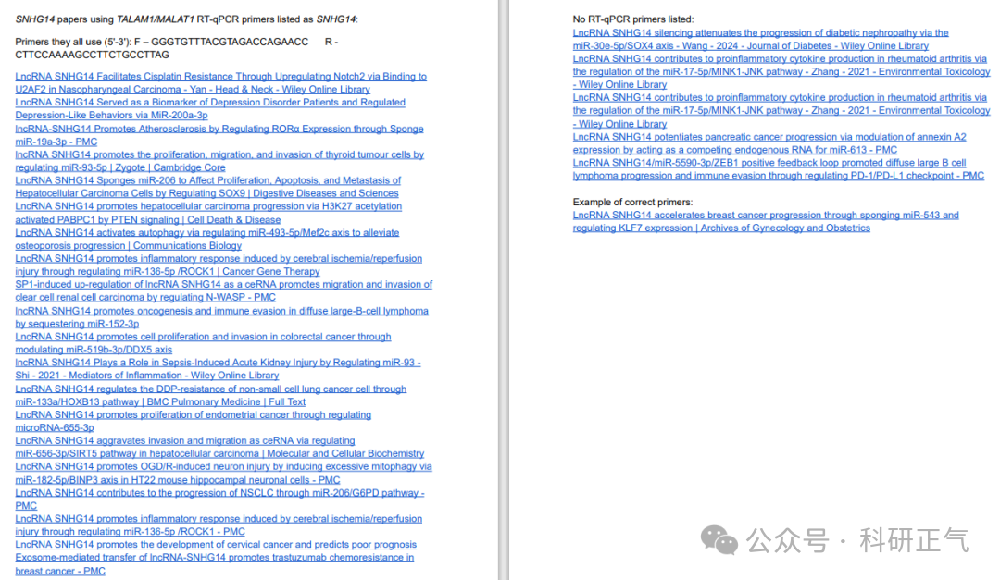 SNHG14 papers using TALAM1/MALAT1 RT-qPCR primers listed as SNHG14:
Primers they all use (5'-3'): F – GGGTGTTTACGTAGACCAGAACC R -
CTTCCAAAAGCCTTCTGCCTTAG
LncRNA SNHG14 Facilitates Cisplatin Resistance Through Upregulating Notch2 via Binding to
U2AF2 in Nasopharyngeal Carcinoma - Yan - Head & Neck - Wiley Online Library
LncRNA SNHG14 Served as a Biomarker of Depression Disorder Patients and Regulated
Depression-Like Behaviors via MiR-200a-3p
lncRNA-SNHG14 Promotes Atherosclerosis by Regulating RORα Expression through Sponge
miR-19a-3p - PMC
lncRNA SNHG14 promotes the proliferation, migration, and invasion of thyroid tumour cells by
regulating miR-93-5p | Zygote | Cambridge Core
LncRNA SNHG14 Sponges miR-206 to Affect Proliferation, Apoptosis, and Metastasis of
Hepatocellular Carcinoma Cells by Regulating SOX9 | Digestive Diseases and Sciences
LncRNA SNHG14 promotes hepatocellular carcinoma progression via H3K27 acetylation
activated PABPC1 by PTEN signaling | Cell Death & Disease
LncRNA SNHG14 activates autophagy via regulating miR-493-5p/Mef2c axis to alleviate
osteoporosis progression | Communications Biology
LncRNA SNHG14 promotes inflammatory response induced by cerebral ischemia/reperfusion
injury through regulating miR-136-5p /ROCK1 | Cancer Gene Therapy
SP1-induced up-regulation of lncRNA SNHG14 as a ceRNA promotes migration and invasion of
clear cell renal cell carcinoma by regulating N-WASP - PMC
lncRNA SNHG14 promotes oncogenesis and immune evasion in diffuse large-B-cell lymphoma
by sequestering miR-152-3p
LncRNA SNHG14 promotes cell proliferation and invasion in colorectal cancer through
modulating miR-519b-3p/DDX5 axis
lncRNA SNHG14 Plays a Role in Sepsis-Induced Acute Kidney Injury by Regulating miR-93 -
Shi - 2021 - Mediators of Inflammation - Wiley Online Library
LncRNA SNHG14 regulates the DDP-resistance of non-small cell lung cancer cell through
miR-133a/HOXB13 pathway | BMC Pulmonary Medicine | Full Text
LncRNA SNHG14 promotes proliferation of endometrial cancer through regulating
microRNA-655-3p
LncRNA SNHG14 aggravates invasion and migration as ceRNA via regulating
miR-656-3p/SIRT5 pathway in hepatocellular carcinoma | Molecular and Cellular Biochemistry
LncRNA SNHG14 promotes OGD/R-induced neuron injury by inducing excessive mitophagy via
miR-182-5p/BINP3 axis in HT22 mouse hippocampal neuronal cells - PMC
LncRNA SNHG14 contributes to the progression of NSCLC through miR-206/G6PD pathway -
PMC
LncRNA SNHG14 promotes inflammatory response induced by cerebral ischemia/reperfusion
injury through regulating miR-136-5p /ROCK1 - PMC
LncRNA SNHG14 promotes the development of cervical cancer and predicts poor prognosis
Exosome-mediated transfer of lncRNA-SNHG14 promotes trastuzumab chemoresistance in
breast cancer - PMC
No RT-qPCR primers listed:
LncRNA SNHG14 silencing attenuates the progression of diabetic nephropathy via the
miR-30e-5p/SOX4 axis - Wang - 2024 - Journal of Diabetes - Wiley Online Library
LncRNA SNHG14 contributes to proinflammatory cytokine production in rheumatoid arthritis via
the regulation of the miR-17-5p/MINK1-JNK pathway - Zhang - 2021 - Environmental Toxicology
- Wiley Online Library
LncRNA SNHG14 contributes to proinflammatory cytokine production in rheumatoid arthritis via
the regulation of the miR-17-5p/MINK1-JNK pathway - Zhang - 2021 - Environmental Toxicology
- Wiley Online Library
LncRNA SNHG14 potentiates pancreatic cancer progression via modulation of annexin A2
expression by acting as a competing endogenous RNA for miR-613 - PMC
LncRNA SNHG14/miR-5590-3p/ZEB1 positive feedback loop promoted diffuse large B cell
lymphoma progression and immune evasion through regulating PD-1/PD-L1 checkpoint - PMC
Example of correct primers:
LncRNA SNHG14 accelerates breast cancer progression through sponging miR-543 and
regulating KLF7 expression | Archives of Gynecology and Obstetrics
公众号 · 科研正气